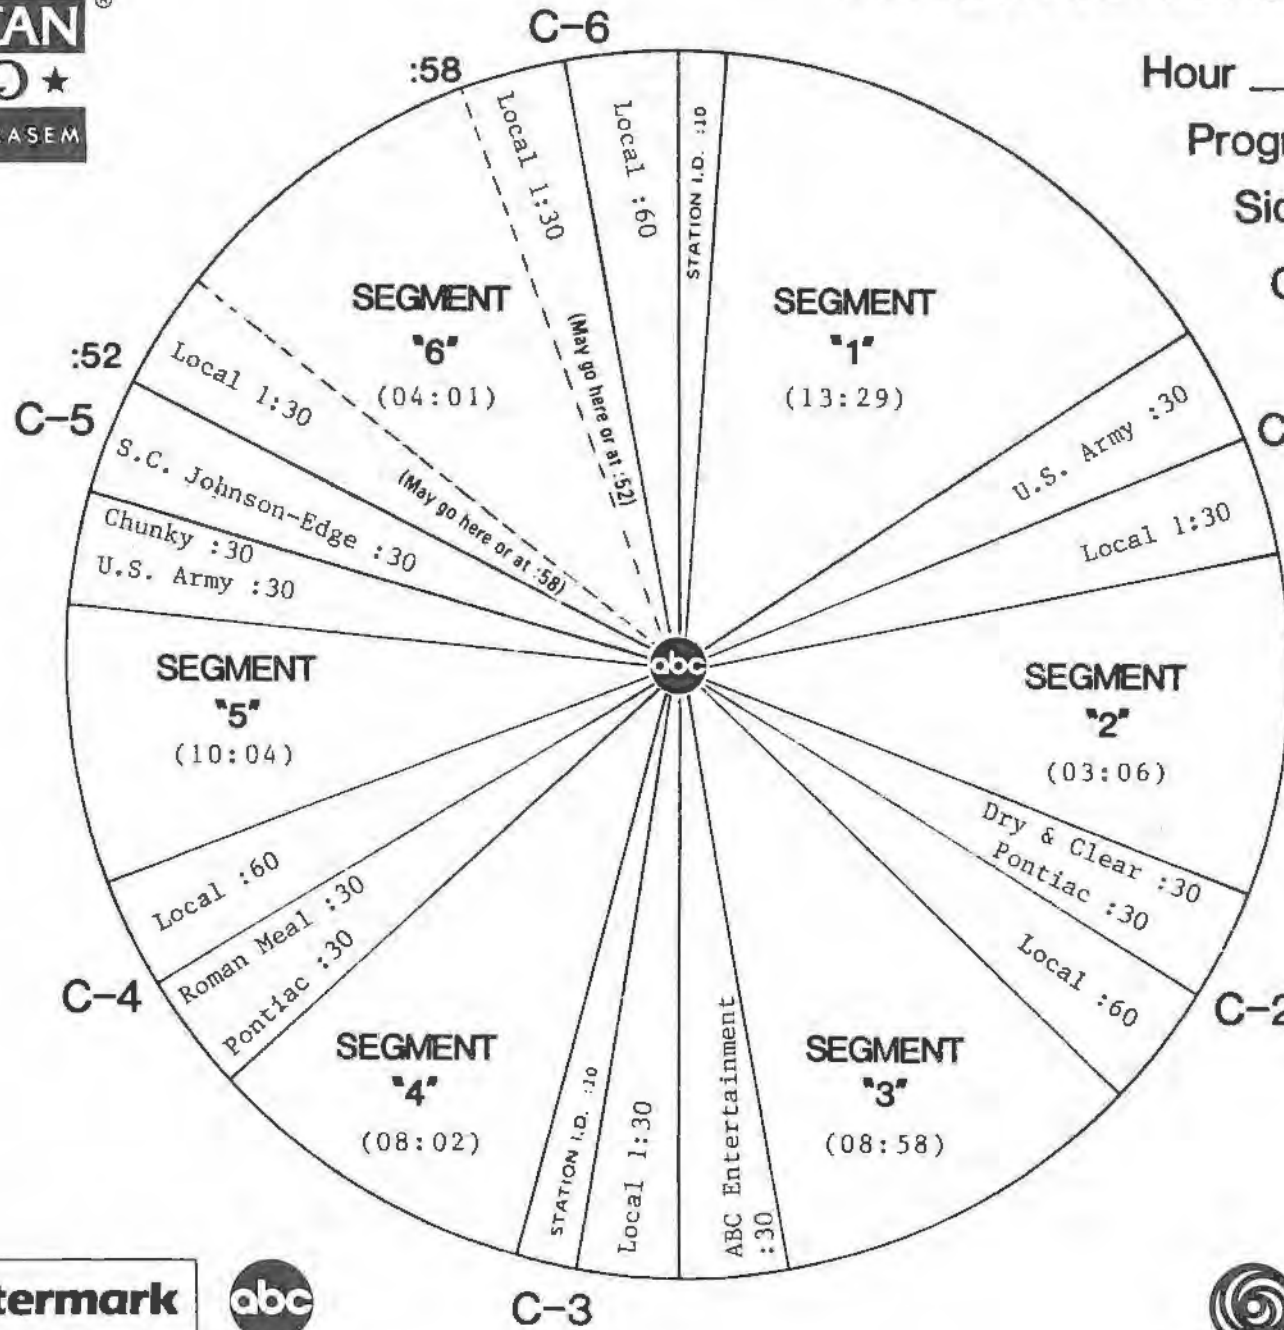 C-6
:58
Hour
Local 1:30
Local :60
STATION I.D. :10
(May go here or at :52)
SEGMENT
"1"
(13:29)
U.S. Army :30
Local 1:30
SEGMENT
"2"
(03:06)
Dry & Clear :30
Pontiac :30
Local :60
C-2
SEGMENT
"3"
(08:58)
ABC Entertainment
:30
Local 1:30
STATION I.D. :10
C-3
SEGMENT
"4"
(08:02)
Pontiac :30
Roman Meal :30
Local :60
C-4
SEGMENT
"5"
(10:04)
U.S. Army :30
Chunky :30
S.C. Johnson-Edge :30
C-5
:52
Local 1:30
(May go here or at :58)
SEGMENT
"6"
(04:01)
abc
abc